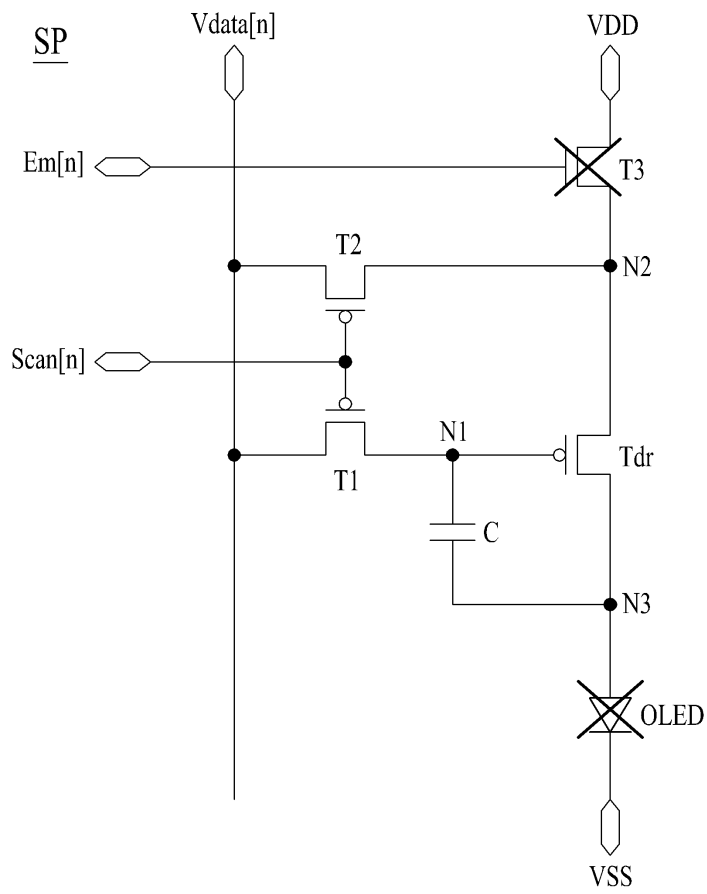 SP
Vdata[n]
VDD
Em[n]
T3
T2
N2
Scan[n]
N1
T1
Tdr
C
N3
OLED
VSS